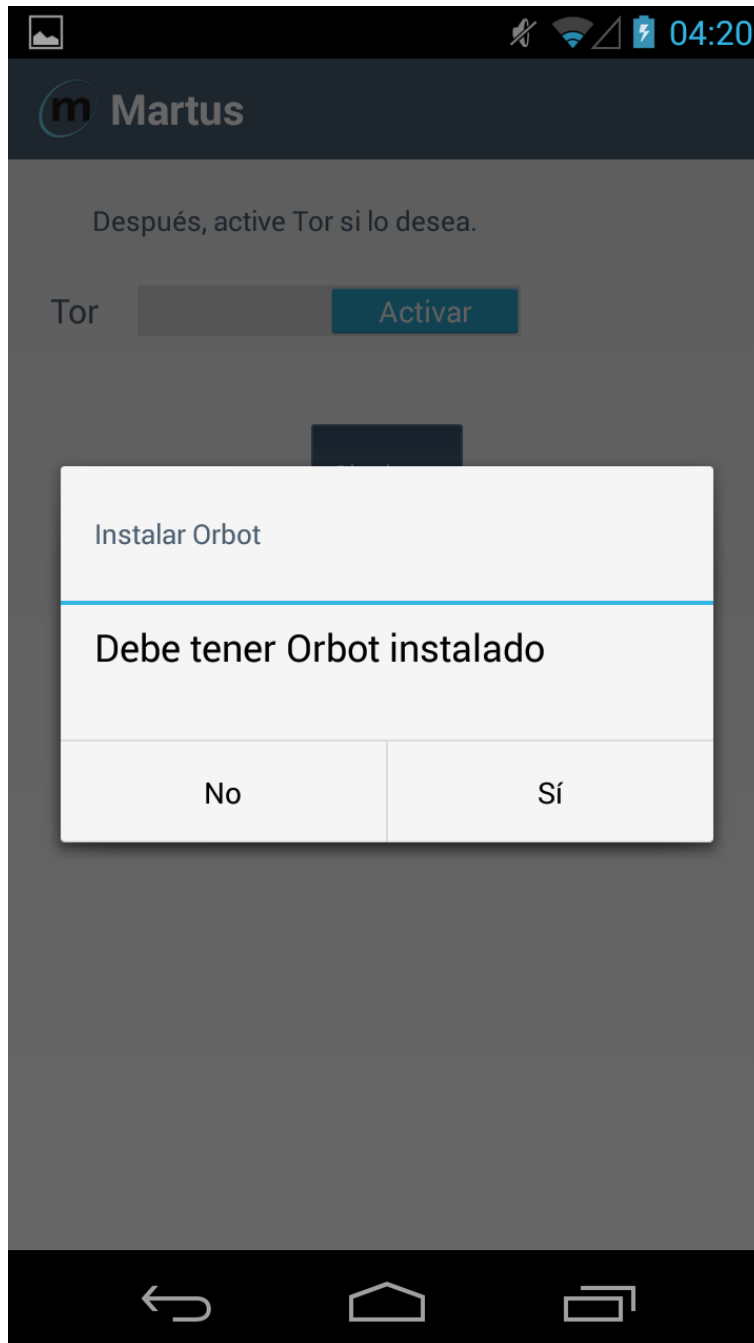 04:20
m Martus
Después, active Tor si lo desea.
Tor Activar
Instalar Orbot
Debe tener Orbot instalado
No Sí